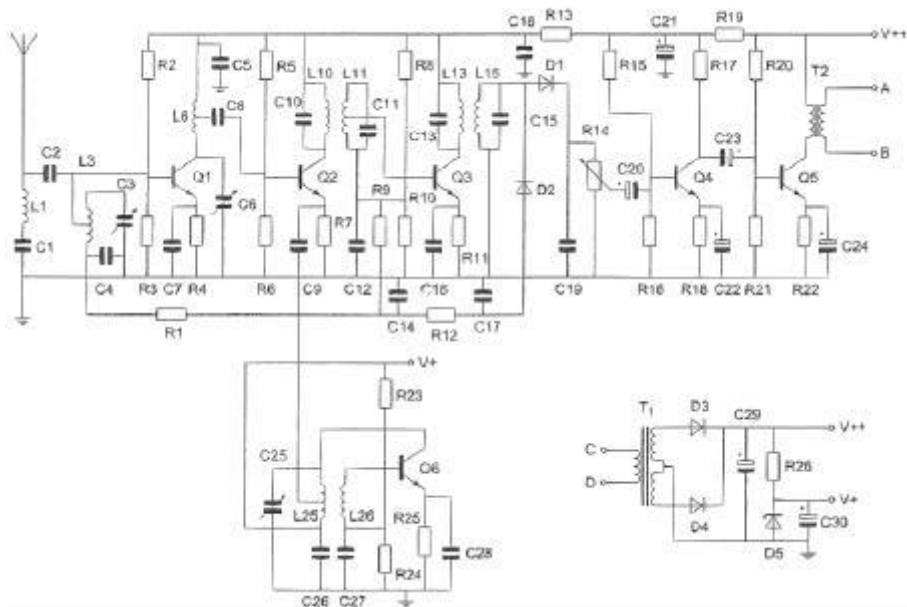 C18 R13 C21 R19 V++
R2 C5 R5 L10 L11 R8 L13 L15 D1 R15 R17 R20 T2
C8 C10 C11 C15 A
L6 C13 R14 C23
C2 L3 C20 B
C3 Q1 Q2 R9 Q3 D2 Q4 Q5
C6 R7 R10
L1 R11 C24
C1
C4 R3 C7 R4 R6 C9 C12 C16 C19 R16 R18 C22 R21 R22
R1 C14 R12 C17
V+
R23
T1 D3 C29 V++
C25 Q6 C
D R26
L25 L26 R25 V+
D4 C30
C28 D5
R24
C26 C27